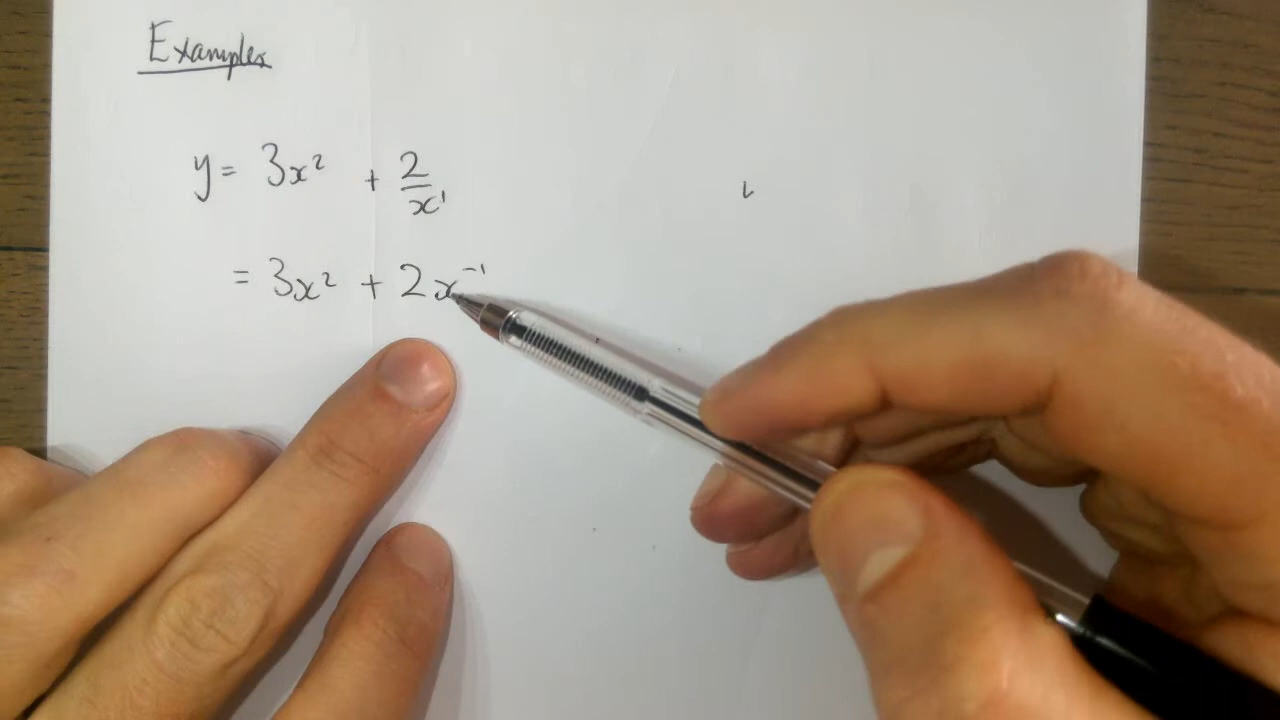 Examples
y = 3x² + 2/x¹
= 3x² + 2x⁻¹